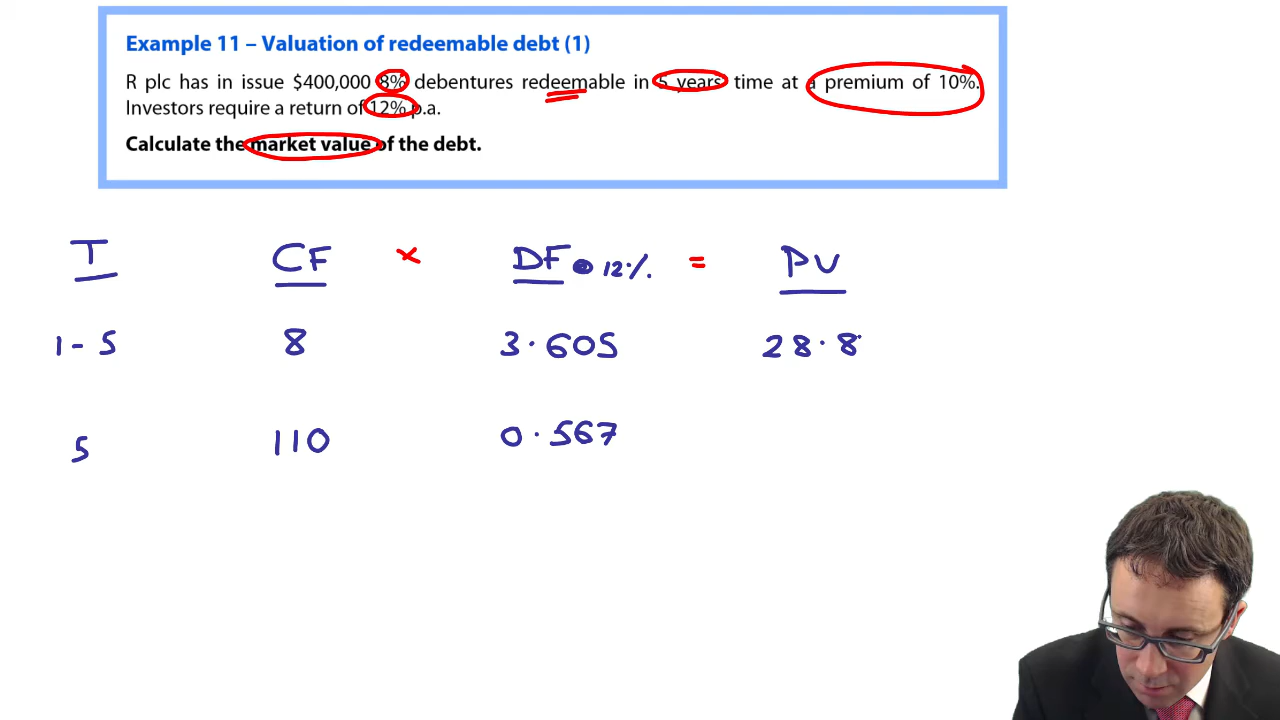 Example 11 – Valuation of redeemable debt (1)
R plc has in issue $400,000 8% debentures redeemable in 5 years time at a premium of 10%.
Investors require a return of 12% p.a.
Calculate the market value of the debt.
T CF × DF @ 12% = PV
1 - 5 8 3.605 28.8
5 110 0.567